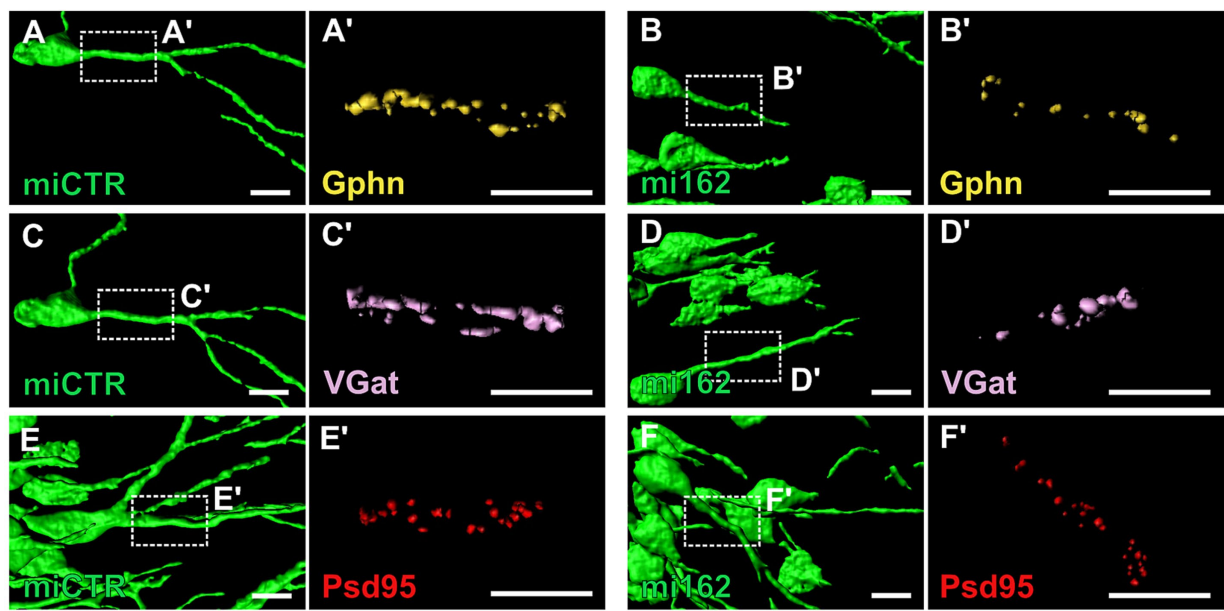 A
A'
miCTR
A'
Gphn
B
B'
mi162
B'
Gphn
C
C'
miCTR
C'
VGat
D
D'
mi162
D'
VGat
E
E'
miCTR
E'
Psd95
F
F'
mi162
F'
Psd95